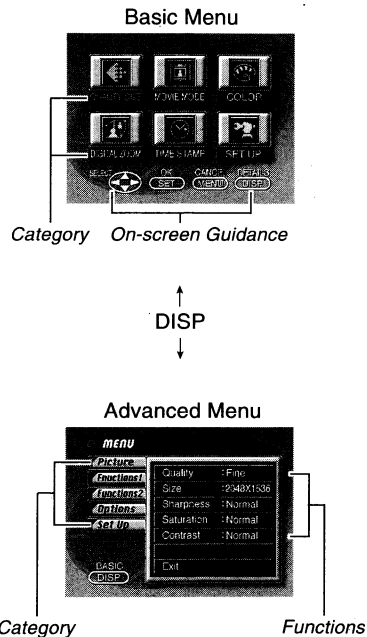 Basic Menu
MOVIE MODE
COLOR
DIGITAL ZOOM
TIME STAMP
SET UP
SELECT
OK
SET
CANCEL
MENU
DETAILS
DISP
Category
On-screen Guidance
DISP
Advanced Menu
MENU
Picture
Functions1
Functions2
Options
Set Up
Quality :Fine
Size :2048X1536
Sharpness :Normal
Saturation :Normal
Contrast :Normal
Exit
BASIC
DISP
Category
Functions